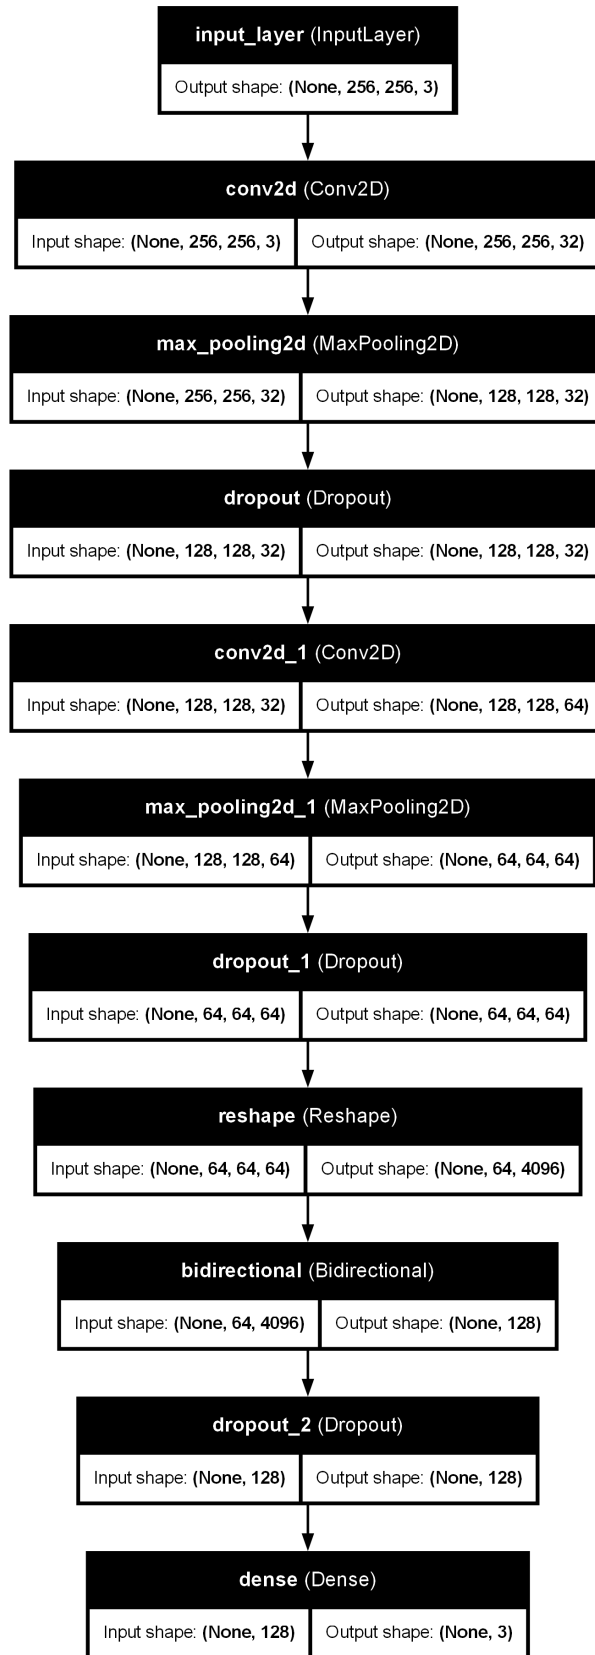 input_layer (InputLayer)
Output shape: (None, 256, 256, 3)
conv2d (Conv2D)
Input shape: (None, 256, 256, 3) Output shape: (None, 256, 256, 32)
max_pooling2d (MaxPooling2D)
Input shape: (None, 256, 256, 32) Output shape: (None, 128, 128, 32)
dropout (Dropout)
Input shape: (None, 128, 128, 32) Output shape: (None, 128, 128, 32)
conv2d_1 (Conv2D)
Input shape: (None, 128, 128, 32) Output shape: (None, 128, 128, 64)
max_pooling2d_1 (MaxPooling2D)
Input shape: (None, 128, 128, 64) Output shape: (None, 64, 64, 64)
dropout_1 (Dropout)
Input shape: (None, 64, 64, 64) Output shape: (None, 64, 64, 64)
reshape (Reshape)
Input shape: (None, 64, 64, 64) Output shape: (None, 64, 4096)
bidirectional (Bidirectional)
Input shape: (None, 64, 4096) Output shape: (None, 128)
dropout_2 (Dropout)
Input shape: (None, 128) Output shape: (None, 128)
dense (Dense)
Input shape: (None, 128) Output shape: (None, 3)